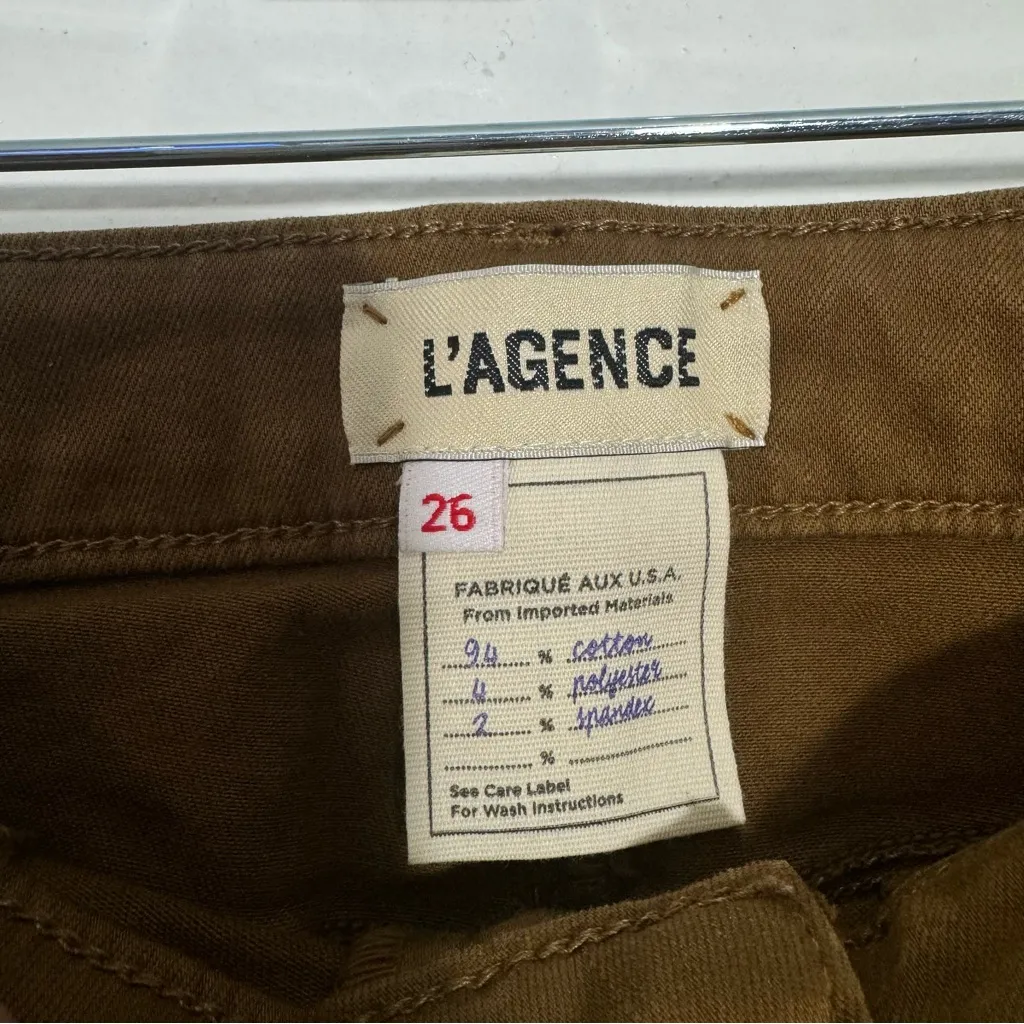 L'AGENCE
26
FABRIQUÉ AUX U.S.A.
From Imported Materials
94 % cotton
4 % polyester
2 % spandex
%
See Care Label
For Wash Instructions